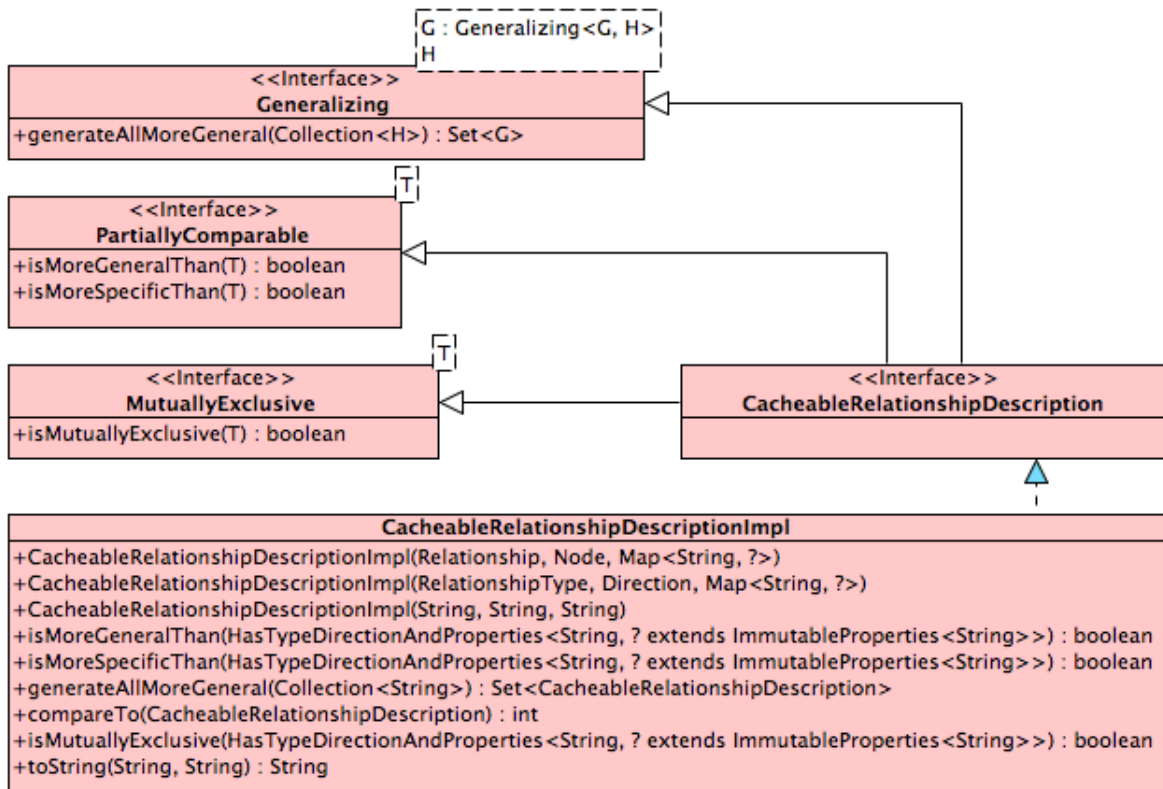 G : Generalizing<G, H>
H
<<Interface>>
Generalizing
+generateAllMoreGeneral(Collection<H>) : Set<G>
T
<<Interface>>
PartiallyComparable
+isMoreGeneralThan(T) : boolean
+isMoreSpecificThan(T) : boolean
T
<<Interface>>
MutuallyExclusive
+isMutuallyExclusive(T) : boolean
<<Interface>>
CacheableRelationshipDescription
CacheableRelationshipDescriptionImpl
+CacheableRelationshipDescriptionImpl(Relationship, Node, Map<String, ?>)
+CacheableRelationshipDescriptionImpl(RelationshipType, Direction, Map<String, ?>)
+CacheableRelationshipDescriptionImpl(String, String, String)
+isMoreGeneralThan(HasTypeDirectionAndProperties<String, ? extends ImmutableProperties<String>>) : boolean
+isMoreSpecificThan(HasTypeDirectionAndProperties<String, ? extends ImmutableProperties<String>>) : boolean
+generateAllMoreGeneral(Collection<String>) : Set<CacheableRelationshipDescription>
+compareTo(CacheableRelationshipDescription) : int
+isMutuallyExclusive(HasTypeDirectionAndProperties<String, ? extends ImmutableProperties<String>>) : boolean
+toString(String, String) : String